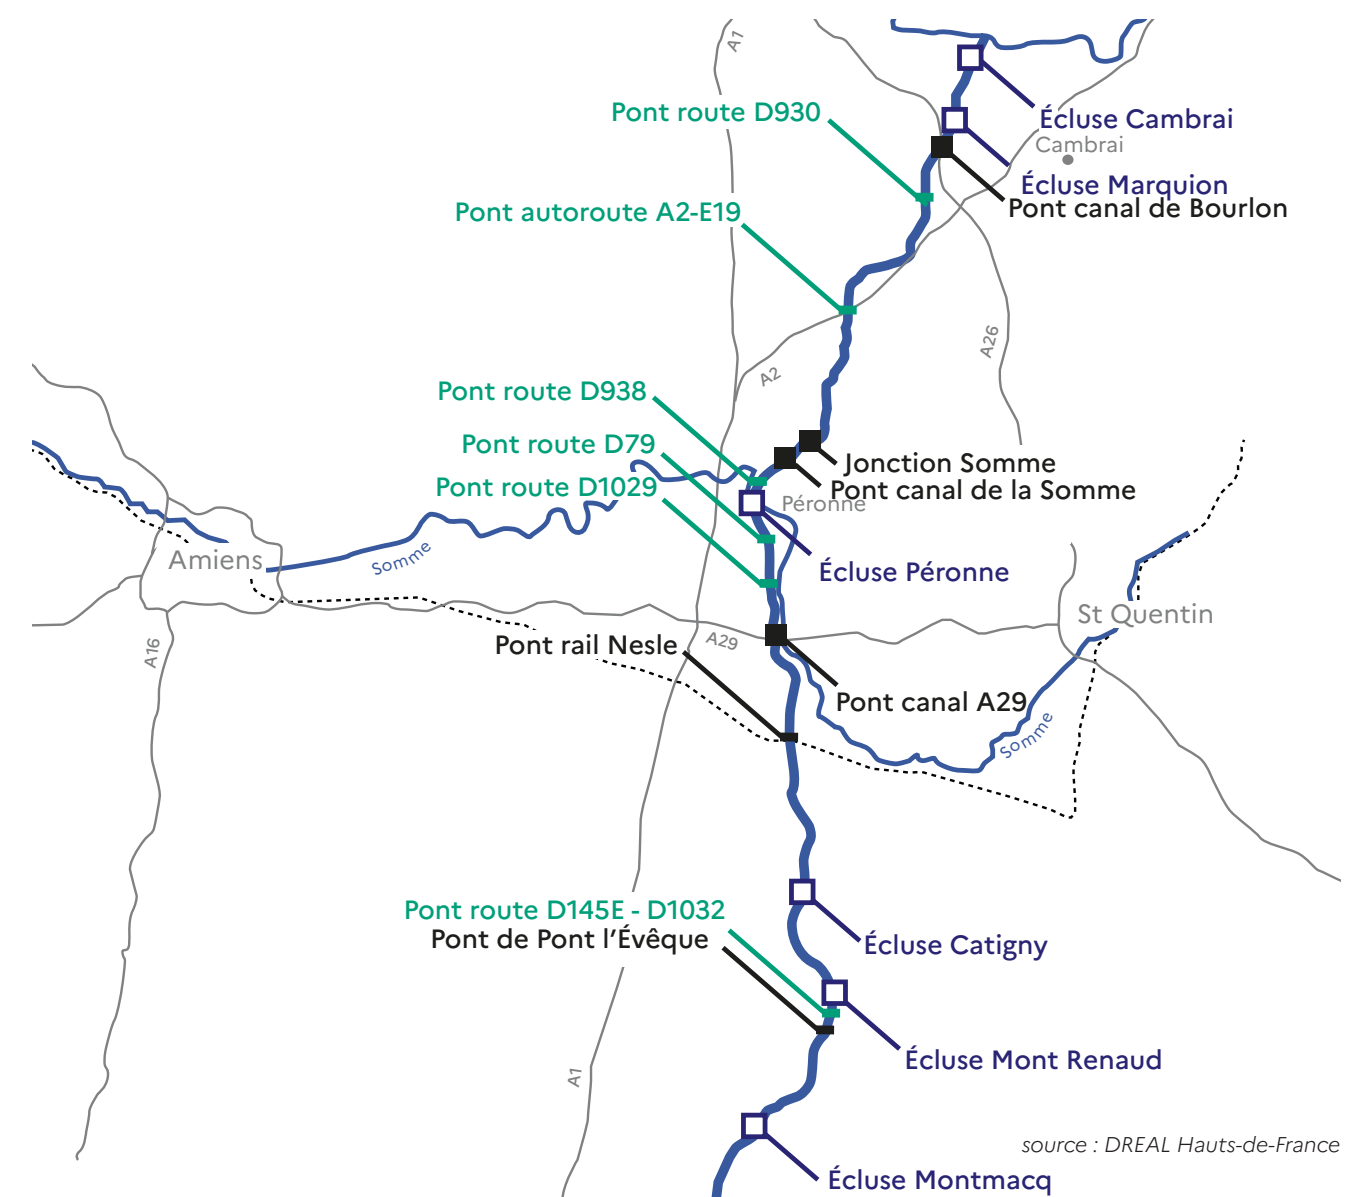 A1
Pont route D930
Écluse Cambrai
Cambrai
Écluse Marquion
Pont canal de Bourlon
Pont autoroute A2-E19
A26
A2
Pont route D938
Pont route D79
Jonction Somme
Pont route D1029
Pont canal de la Somme
Péronne
Amiens
Somme
Écluse Péronne
St Quentin
A16
Pont rail Nesle
A29
Pont canal A29
Somme
Pont route D145E - D1032
Pont de Pont l'Évêque
Écluse Catigny
Écluse Mont Renaud
A1
source : DREAL Hauts-de-France
Écluse Montmacq